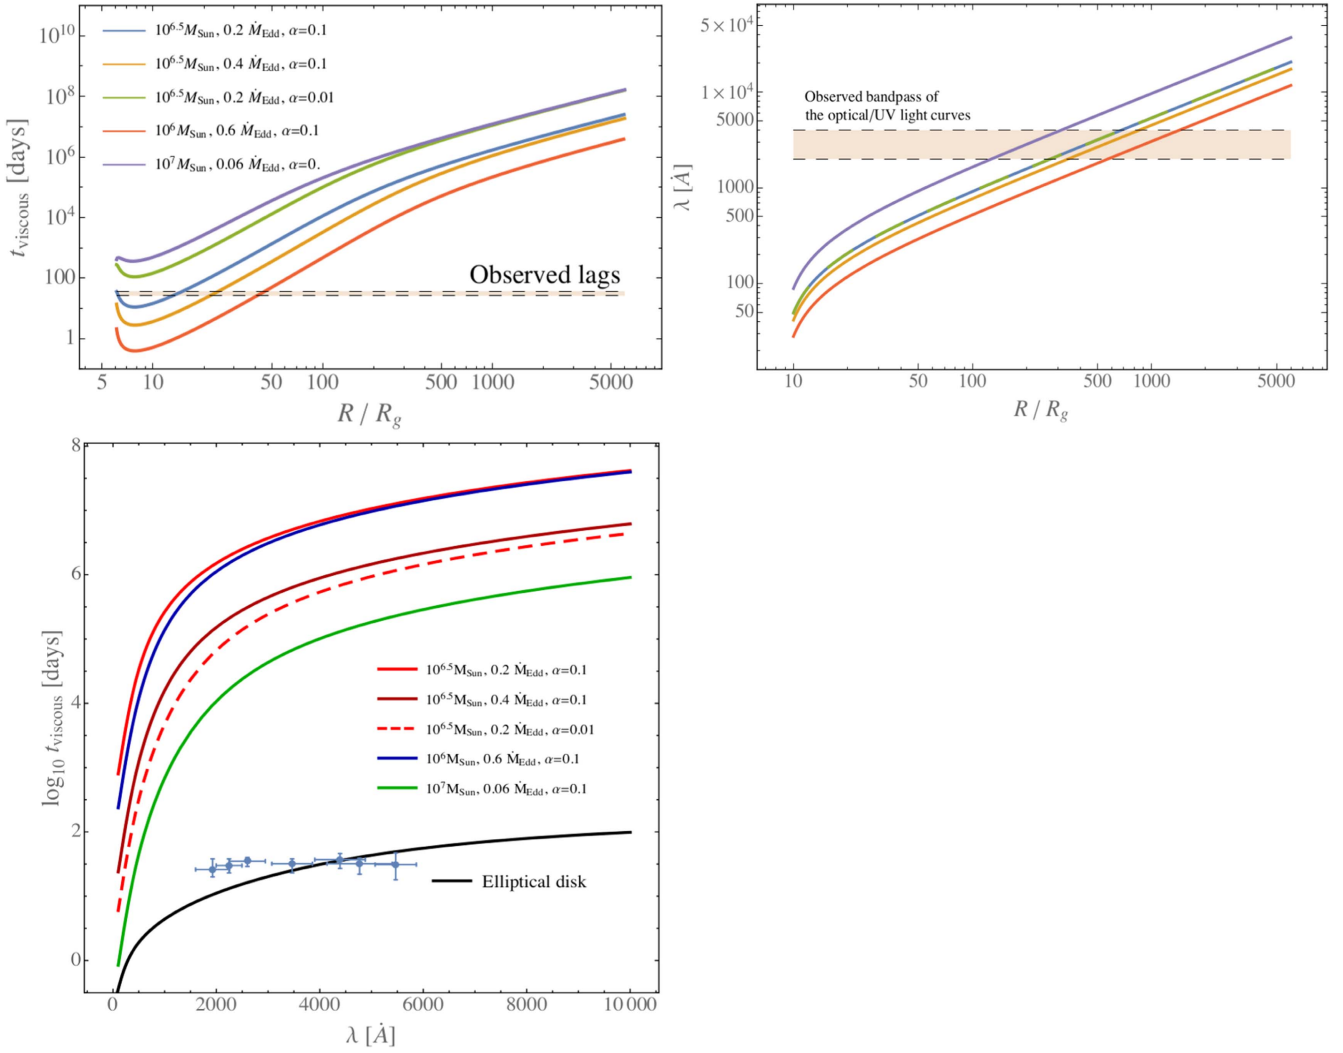 10^10
10^8
10^6
10^4
100
1
t_viscous [days]
10^6.5 M_Sun, 0.2 Ṁ_Edd, α=0.1
10^6.5 M_Sun, 0.4 Ṁ_Edd, α=0.1
10^6.5 M_Sun, 0.2 Ṁ_Edd, α=0.01
10^6 M_Sun, 0.6 Ṁ_Edd, α=0.1
10^7 M_Sun, 0.06 Ṁ_Edd, α=0.
Observed lags
5 10 50 100 500 1000 5000
R / R_g
5×10^4
1×10^4
5000
1000
500
100
50
λ [Ȧ]
Observed bandpass of
the optical/UV light curves
10 50 100 500 1000 5000
R / R_g
8
6
4
2
0
log_10 t_viscous [days]
10^6.5 M_Sun, 0.2 Ṁ_Edd, α=0.1
10^6.5 M_Sun, 0.4 Ṁ_Edd, α=0.1
10^6.5 M_Sun, 0.2 Ṁ_Edd, α=0.01
10^6 M_Sun, 0.6 Ṁ_Edd, α=0.1
10^7 M_Sun, 0.06 Ṁ_Edd, α=0.1
Elliptical disk
0 2000 4000 6000 8000 10000
λ [Ȧ]